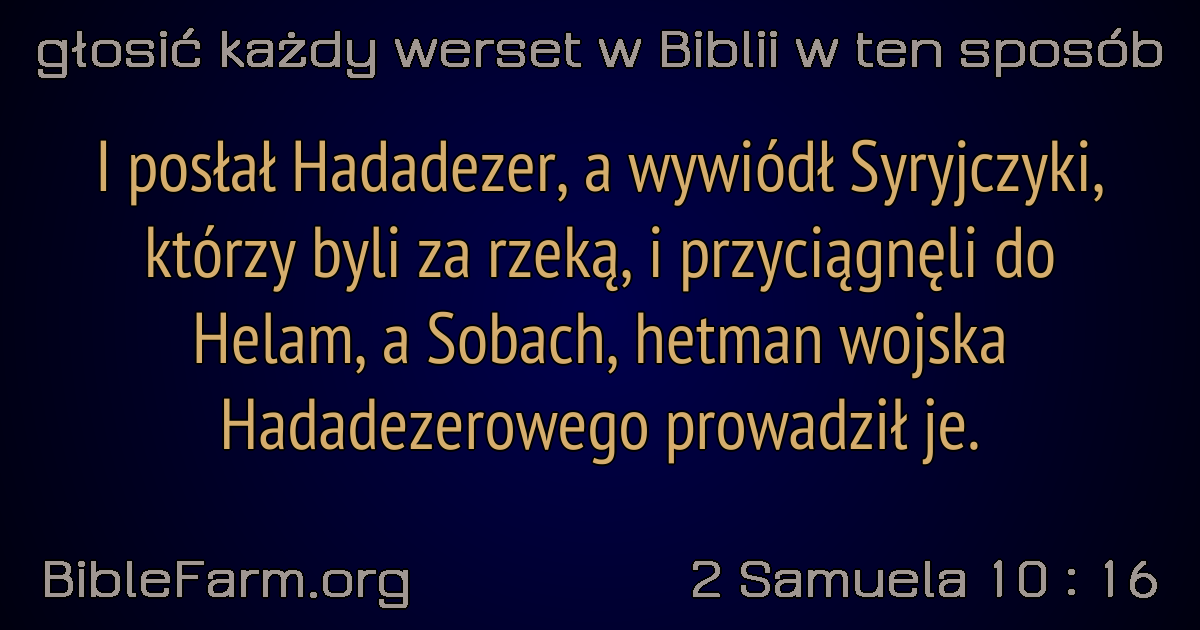 głosić każdy werset w Biblii w ten sposób
I posłał Hadadezer, a wywiódł Syryjczyki,
którzy byli za rzeką, i przyciągnęli do
Helam, a Sobach, hetman wojska
Hadadezerowego prowadził je.
BibleFarm.org
2 Samuela 10 : 16